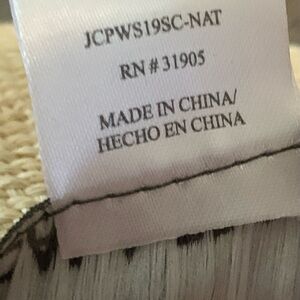 JCPWS19SC-NAT
RN # 31905
MADE IN CHINA/
HECHO EN CHINA